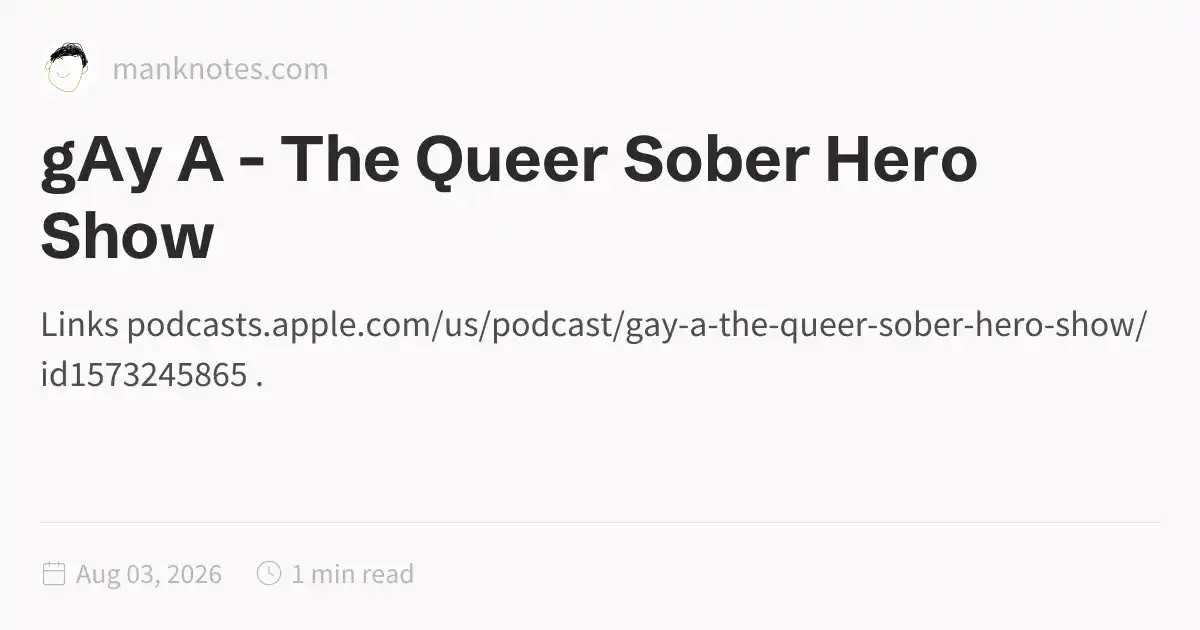 manknotes.com
gAy A - The Queer Sober Hero
Show
Links podcasts.apple.com/us/podcast/gay-a-the-queer-sober-hero-show/
id1573245865 .
Aug 03, 2026 1 min read